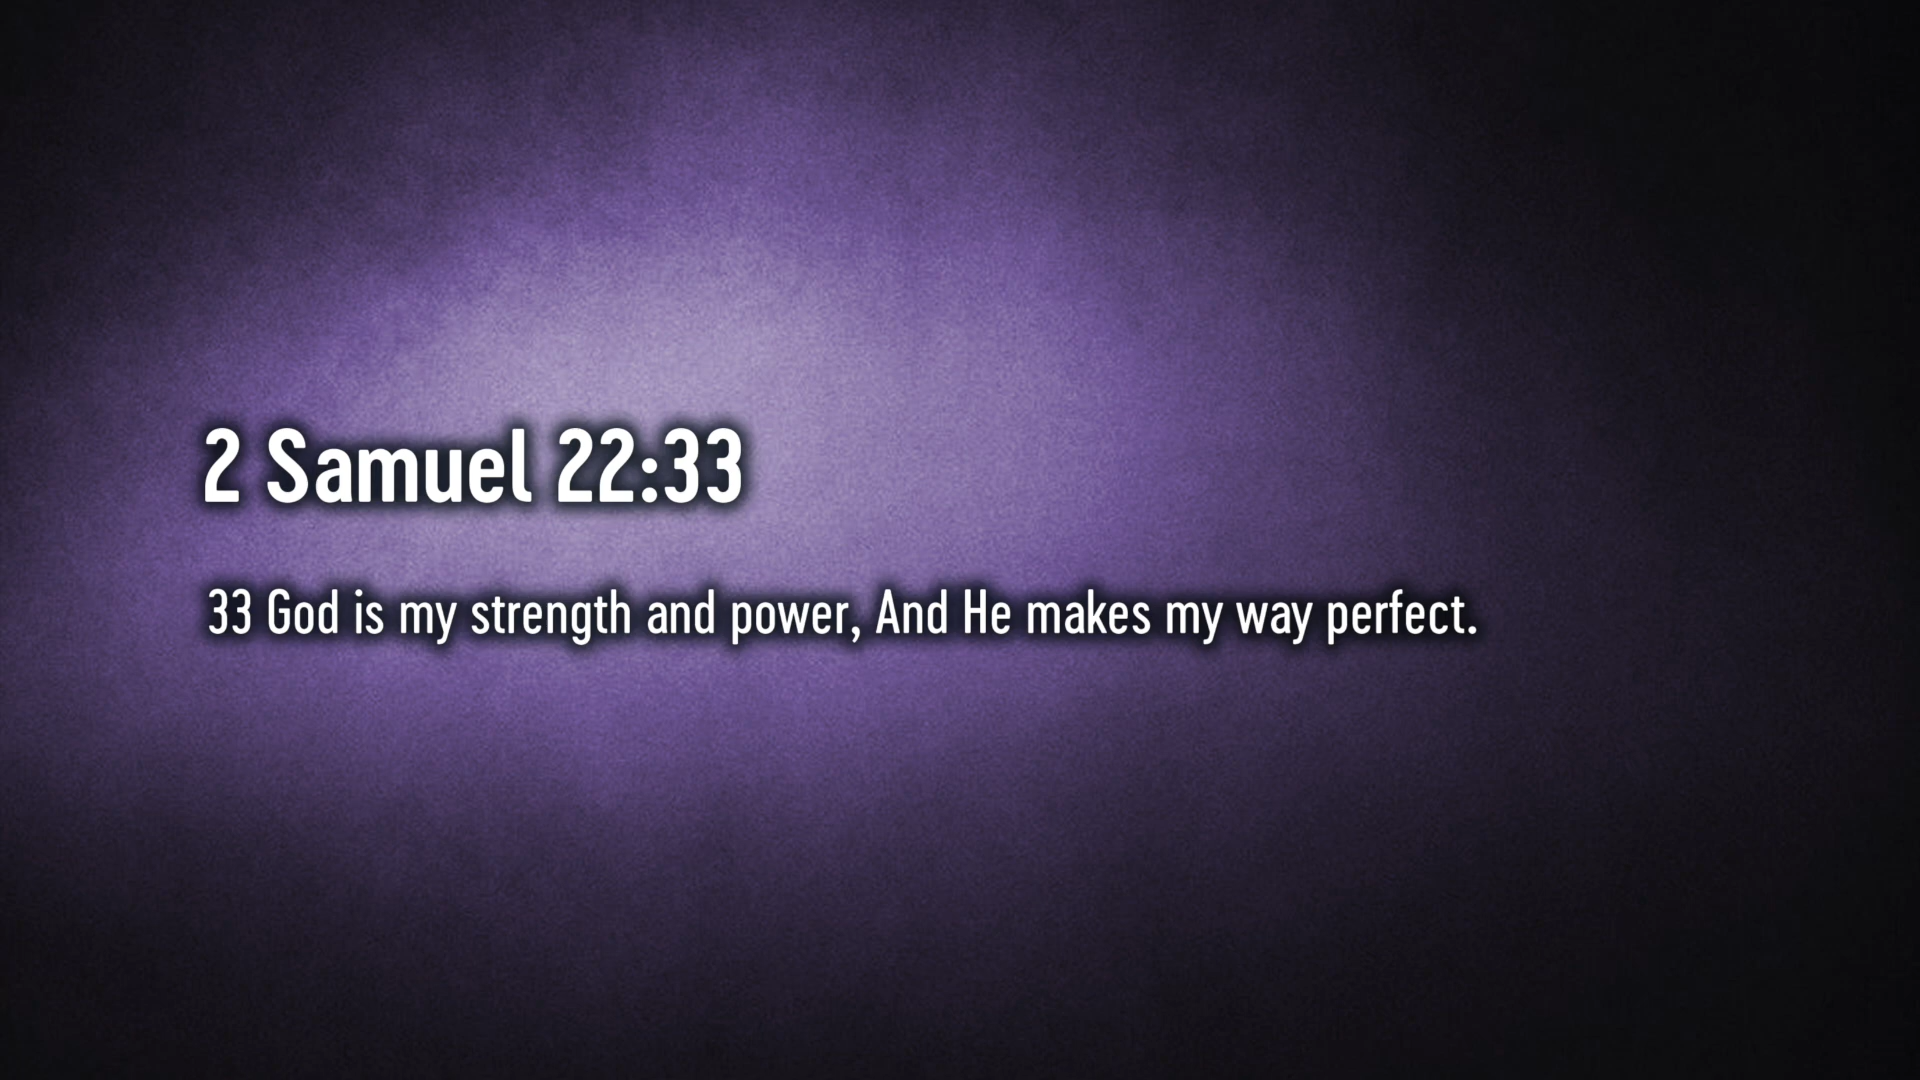 2 Samuel 22:33
33 God is my strength and power, And He makes my way perfect.